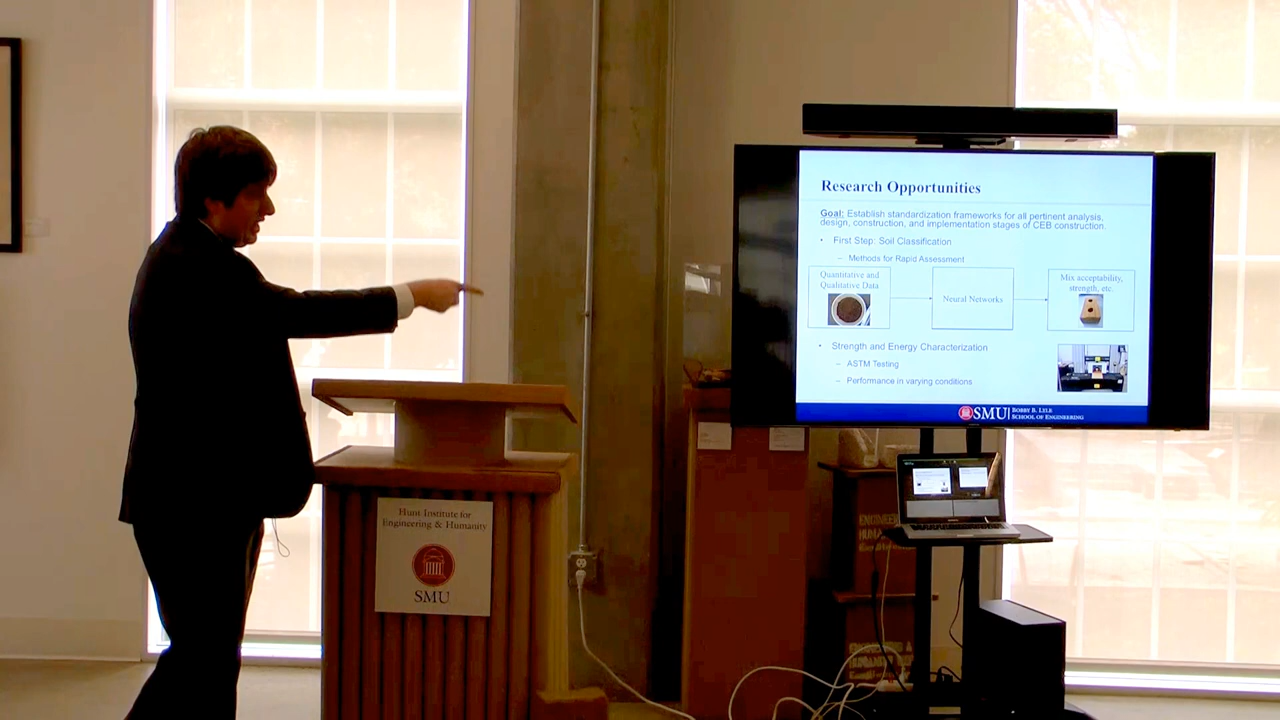 Research Opportunities
Goal: Establish standardization frameworks for all pertinent analysis,
design, construction, and implementation stages of CEB construction.
• First Step: Soil Classification
– Methods for Rapid Assessment
Quantitative and
Qualitative Data
Neural Networks
Mix acceptability,
strength, etc.
• Strength and Energy Characterization
– ASTM Testing
– Performance in varying conditions
SMU
BOBBY B. LYLE
SCHOOL OF ENGINEERING
Hunt Institute for
Engineering & Humanity
SMU
ENGINEERING &